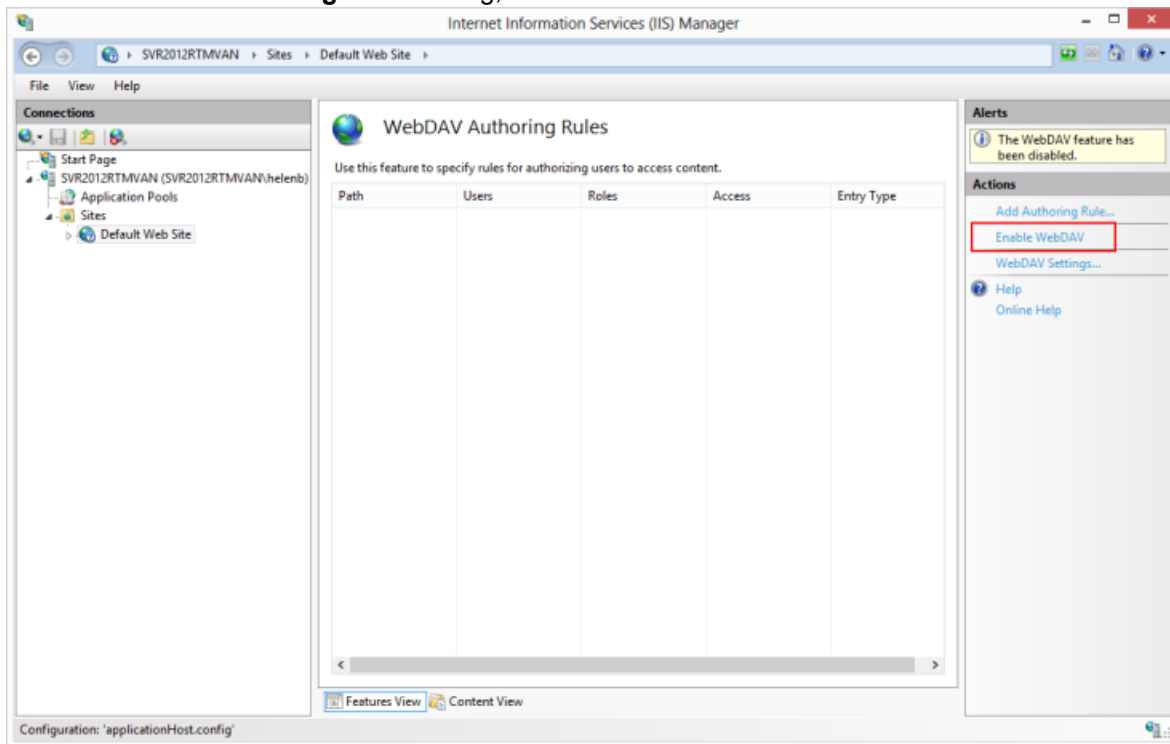 Internet Information Services (IIS) Manager
SVR2012RTMVAN Sites Default Web Site
File View Help
Connections
Start Page
SVR2012RTMVAN (SVR2012RTMVAN\helenb)
Application Pools
Sites
Default Web Site
WebDAV Authoring Rules
Use this feature to specify rules for authorizing users to access content.
Path Users Roles Access Entry Type
Features View Content View
Alerts
The WebDAV feature has
been disabled.
Actions
Add Authoring Rule...
Enable WebDAV
WebDAV Settings...
Help
Online Help
Configuration: 'applicationHost.config'